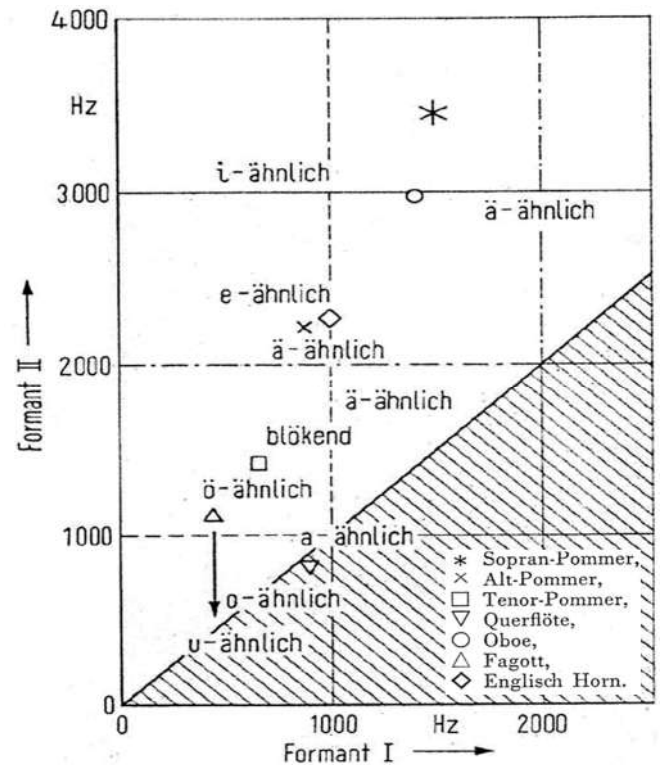 4000
Hz
i-ähnlich
3000
ä-ähnlich
e-ähnlich
ä-ähnlich
2000
ä-ähnlich
blökend
ö-ähnlich
1000
a-ähnlich
o-ähnlich
u-ähnlich
0
Formant II
* Sopran-Pommer,
× Alt-Pommer,
□ Tenor-Pommer,
▽ Querflöte,
○ Oboe,
△ Fagott,
◇ Englisch Horn.
0 1000 Hz 2000
Formant I